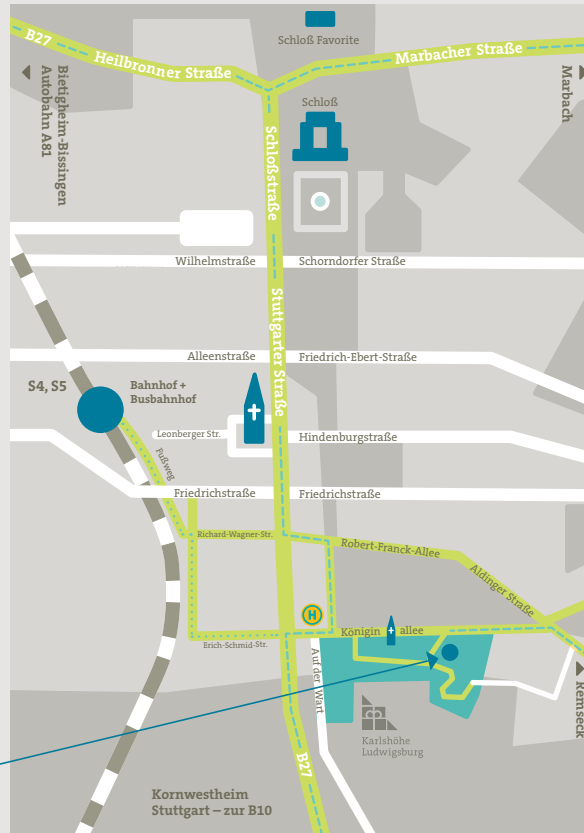 B27
Heilbronner Straße
Schloß Favorite
Marbacher Straße
Bietigheim-Bissingen
Autobahn A81
Marbach
Schloß
Schloßstraße
Wilhelmstraße
Schorndorfer Straße
Stuttgarter Straße
Alleenstraße
Friedrich-Ebert-Straße
S4, S5
Bahnhof +
Busbahnhof
Leonberger Str.
Hindenburgstraße
Fußweg
Friedrichstraße
Friedrichstraße
Richard-Wagner-Str.
Robert-Franck-Allee
Aldinger Straße
H
Königin allee
Erich-Schmid-Str.
Auf der Wart
Remseck
Karlshöhe
Ludwigsburg
B27
Kornwestheim
Stuttgart – zur B10